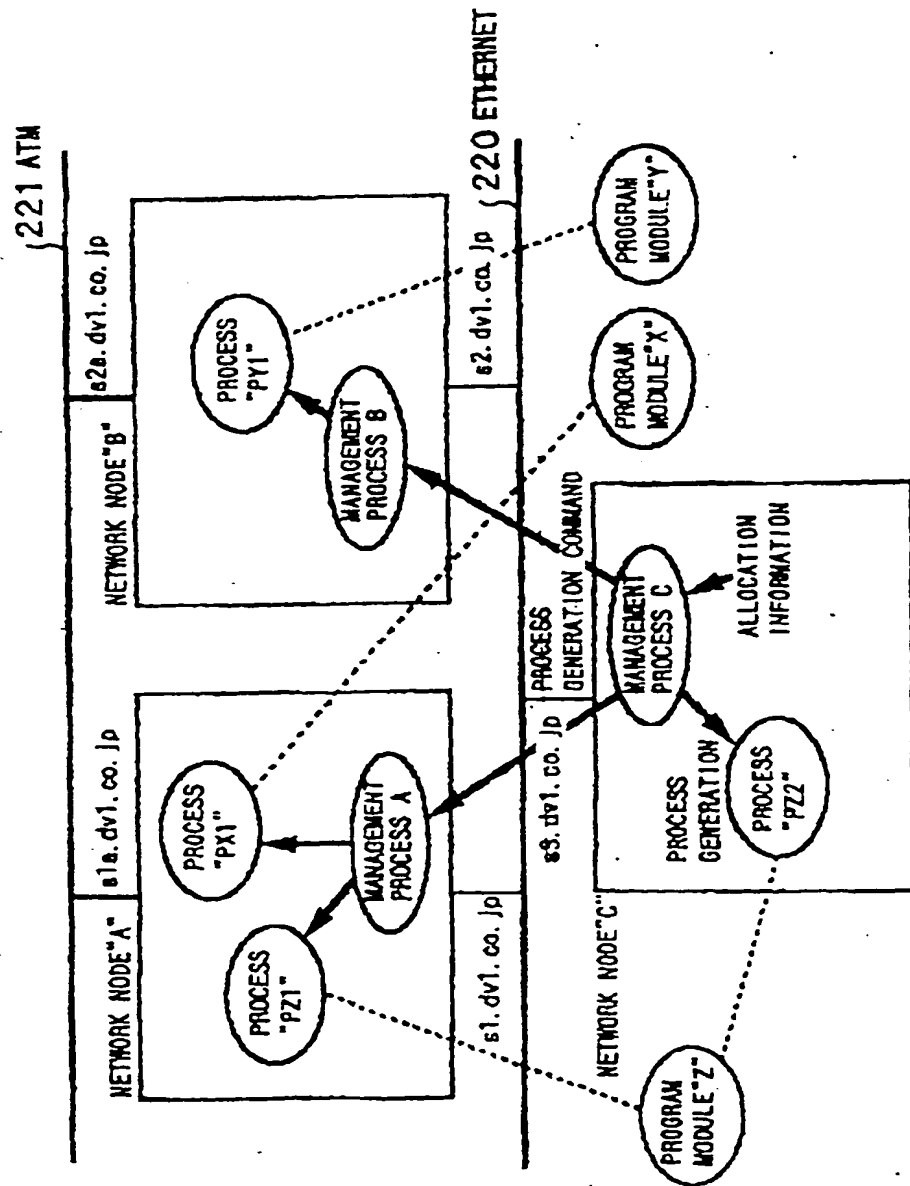 221 ATM
NETWORK NODE"A"
s1a.dv1.co.jp
NETWORK NODE"B"
s2a.dv1.co.jp
PROCESS
"PZ1"
PROCESS
"PX1"
MANAGEMENT
PROCESS A
PROCESS
"PY1"
MANAGEMENT
PROCESS B
s1.dv1.co.jp
s2.dv1.co.jp
220 ETHERNET
s3.dv1.co.jp
PROCESS
GENERATION COMMAND
NETWORK NODE"C"
PROCESS
GENERATION
MANAGEMENT
PROCESS C
PROCESS
"PZ2"
ALLOCATION
INFORMATION
PROGRAM
MODULE"Z"
PROGRAM
MODULE"X"
PROGRAM
MODULE"Y"